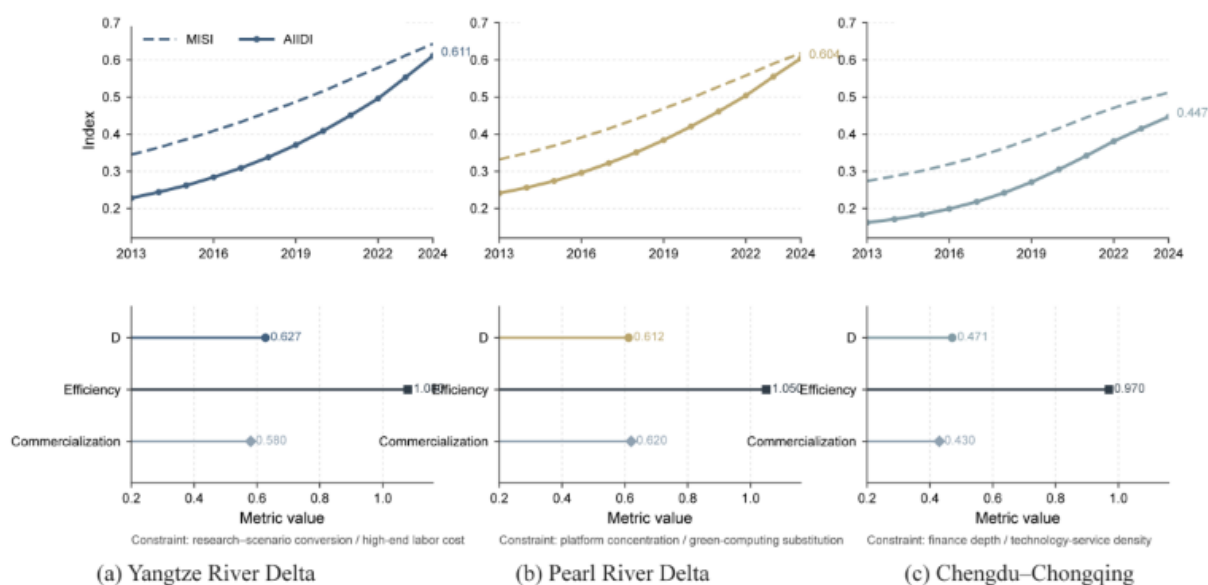 0.7 0.7 0.7
MISI AIIDI
0.6 0.611 0.6 0.604 0.6
0.5 0.5 0.5
0.447
Index
0.4 0.4 0.4
0.3 0.3 0.3
0.2 0.2 0.2
2013 2016 2019 2022 2024 2013 2016 2019 2022 2024 2013 2016 2019 2022 2024
D 0.627 D 0.612 D 0.471
Efficiency Efficiency 1.050 Efficiency 0.970
Commercialization 0.580 Commercialization 0.620 Commercialization 0.430
0.2 0.4 0.6 0.8 1.0 0.2 0.4 0.6 0.8 1.0 0.2 0.4 0.6 0.8 1.0
Metric value Metric value Metric value
Constraint: research–scenario conversion / high-end labor cost Constraint: platform concentration / green-computing substitution Constraint: finance depth / technology-service density
(a) Yangtze River Delta (b) Pearl River Delta (c) Chengdu–Chongqing